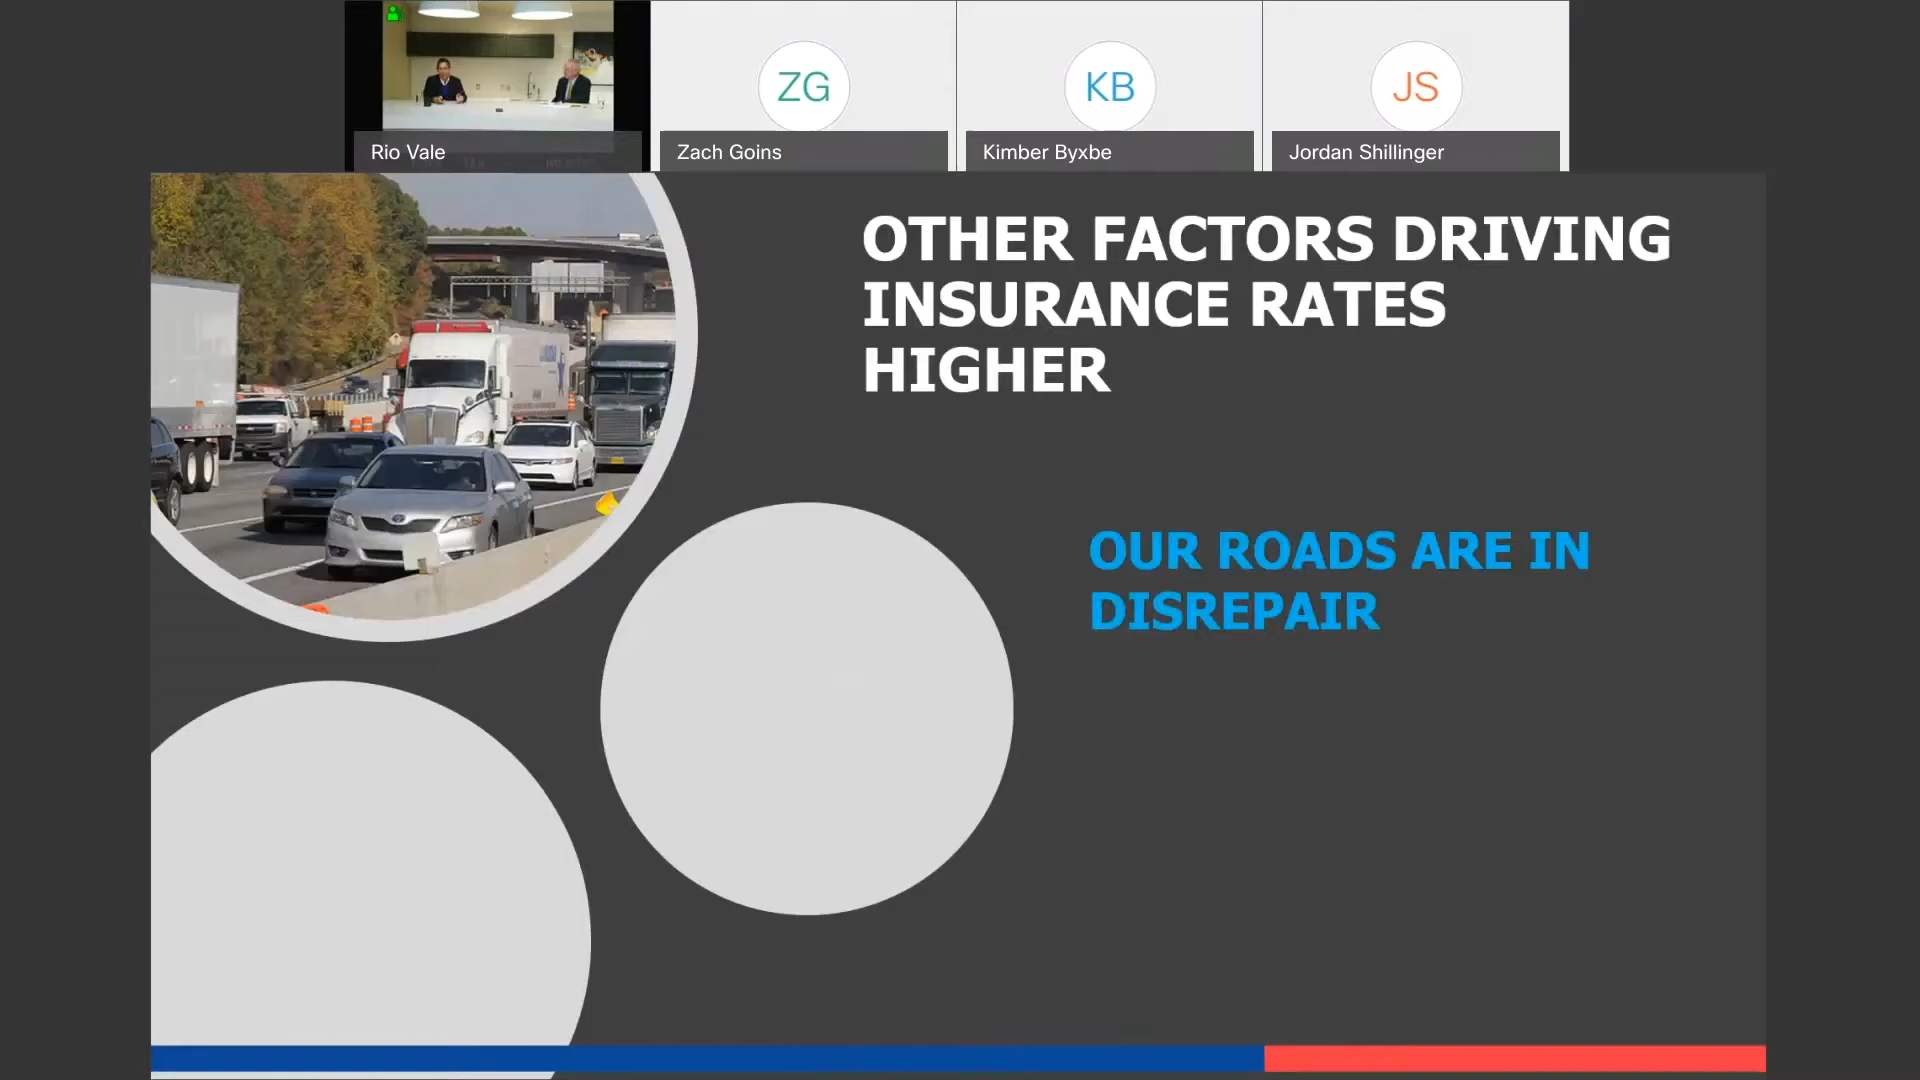 ZG
KB
JS
Rio Vale
Zach Goins
Kimber Byxbe
Jordan Shillinger
OTHER FACTORS DRIVING
INSURANCE RATES
HIGHER
OUR ROADS ARE IN
DISREPAIR